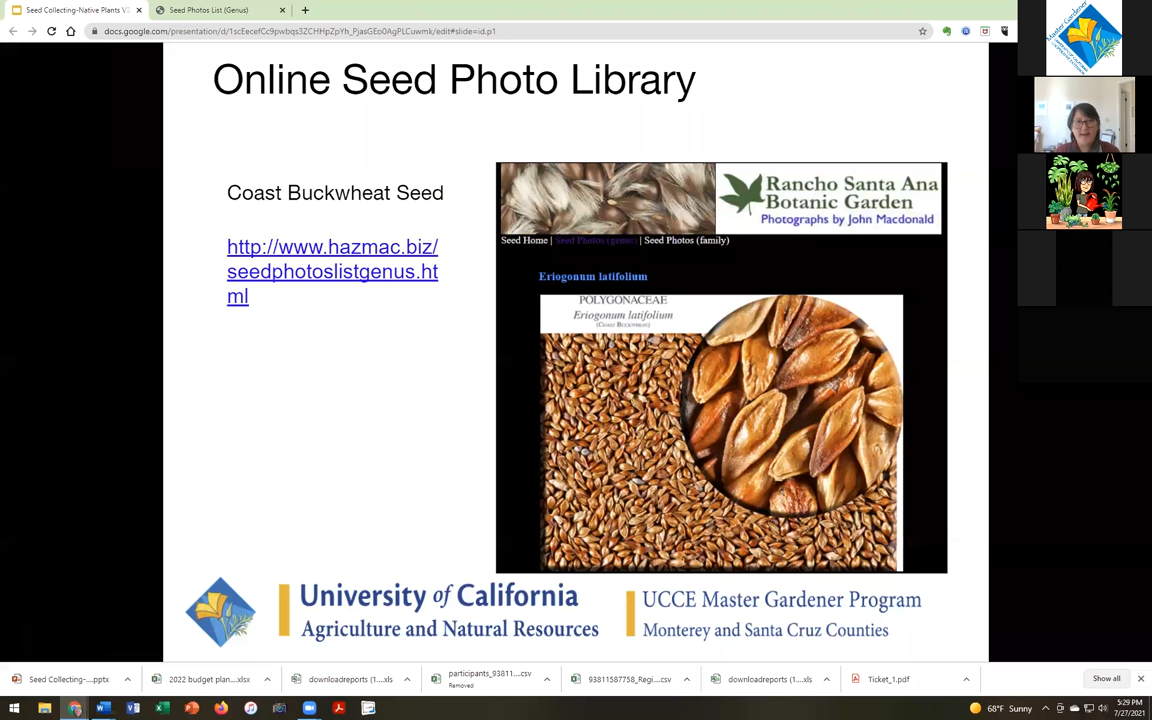 Seed Collecting-Native Plants V2
Seed Photos List (Genus)
docs.google.com/presentation/d/1scEecefCc9pwbqs3ZCHHpZpYh_PjasGEo0AgPLCuwmk/edit#slide=id.p1
Online Seed Photo Library
Coast Buckwheat Seed
http://www.hazmac.biz/
seedphotoslistgenus.ht
ml
Rancho Santa Ana
Botanic Garden
Photographs by John Macdonald
Seed Home | Seed Photos (genus) | Seed Photos (family)
Eriogonum latifolium
POLYGONACEAE
Eriogonum latifolium
(Coast Buckwheat)
University of California
Agriculture and Natural Resources
UCCE Master Gardener Program
Monterey and Santa Cruz Counties
Master Gardener
Seed Collecting-....pptx
2022 budget plan....xlsx
downloadreports (1....xls
participants_93811....csv
Removed
93811587758_Regi....csv
downloadreports (1....xls
Ticket_1.pdf
Show all
68°F Sunny
5:29 PM
7/27/2021